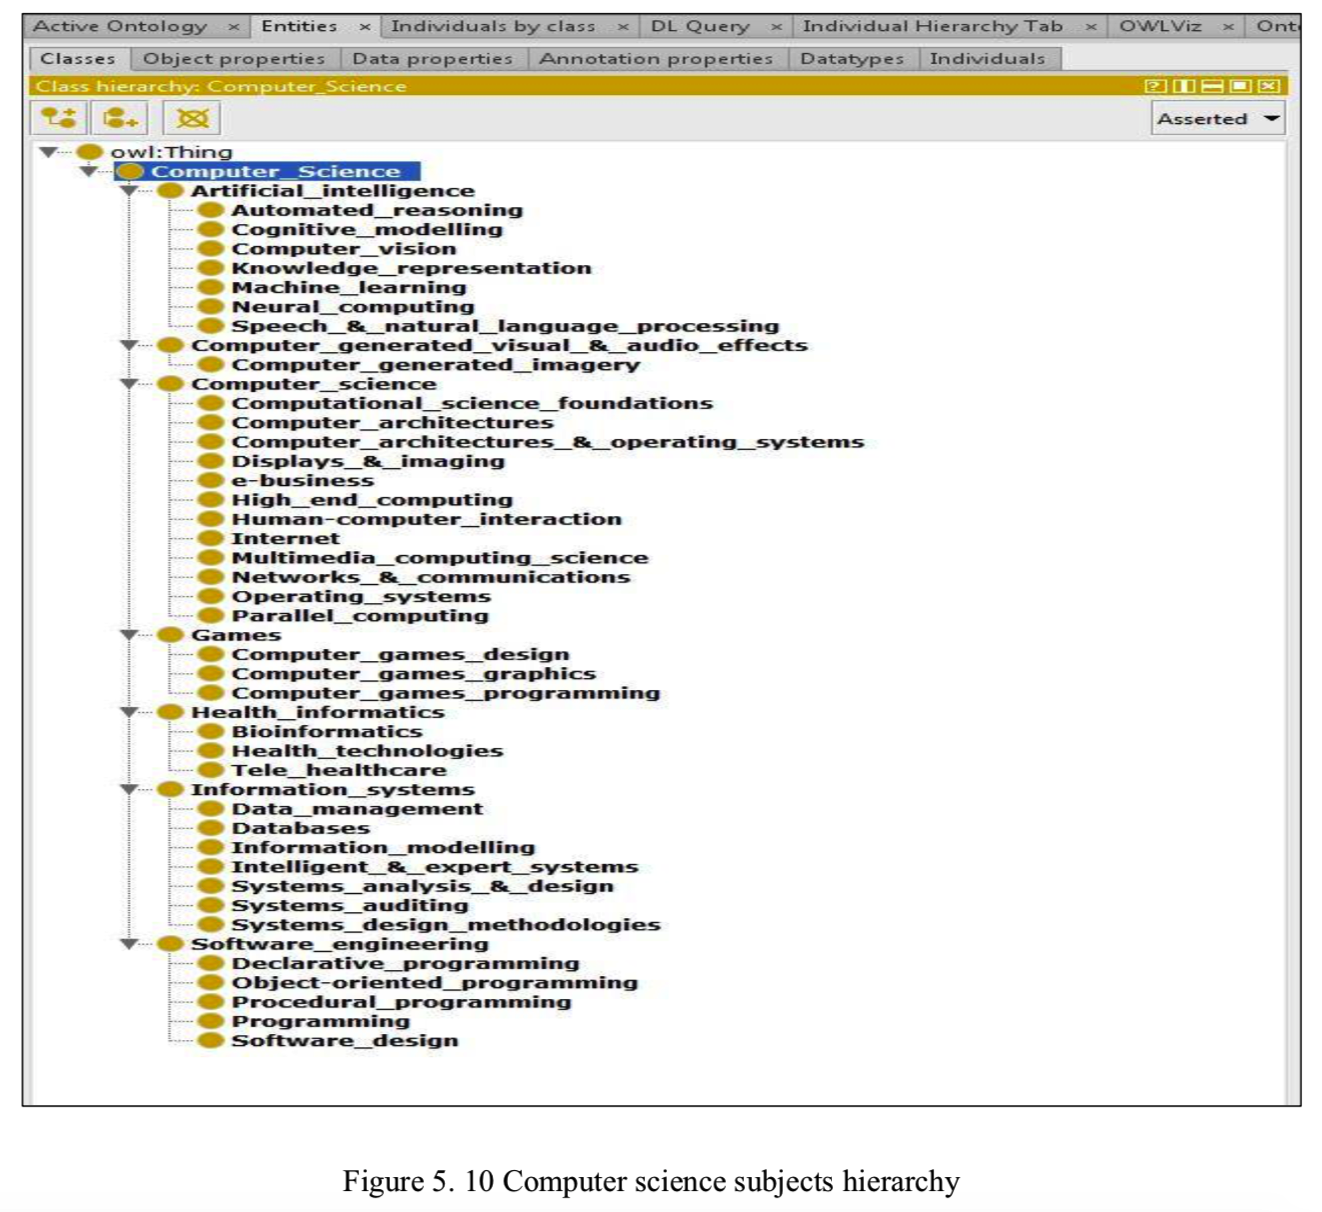 Active Ontology × Entities × Individuals by class × DL Query × Individual Hierarchy Tab × OWLViz × Ont
Classes Object properties Data properties Annotation properties Datatypes Individuals
Class hierarchy: Computer_Science
Asserted
owl:Thing
Computer_Science
Artificial_intelligence
Automated_reasoning
Cognitive_modelling
Computer_vision
Knowledge_representation
Machine_learning
Neural_computing
Speech_&_natural_language_processing
Computer_generated_visual_&_audio_effects
Computer_generated_imagery
Computer_science
Computational_science_foundations
Computer_architectures
Computer_architectures_&_operating_systems
Displays_&_imaging
e-business
High_end_computing
Human-computer_interaction
Internet
Multimedia_computing_science
Networks_&_communications
Operating_systems
Parallel_computing
Games
Computer_games_design
Computer_games_graphics
Computer_games_programming
Health_informatics
Bioinformatics
Health_technologies
Tele_healthcare
Information_systems
Data_management
Databases
Information_modelling
Intelligent_&_expert_systems
Systems_analysis_&_design
Systems_auditing
Systems_design_methodologies
Software_engineering
Declarative_programming
Object-oriented_programming
Procedural_programming
Programming
Software_design
Figure 5. 10 Computer science subjects hierarchy